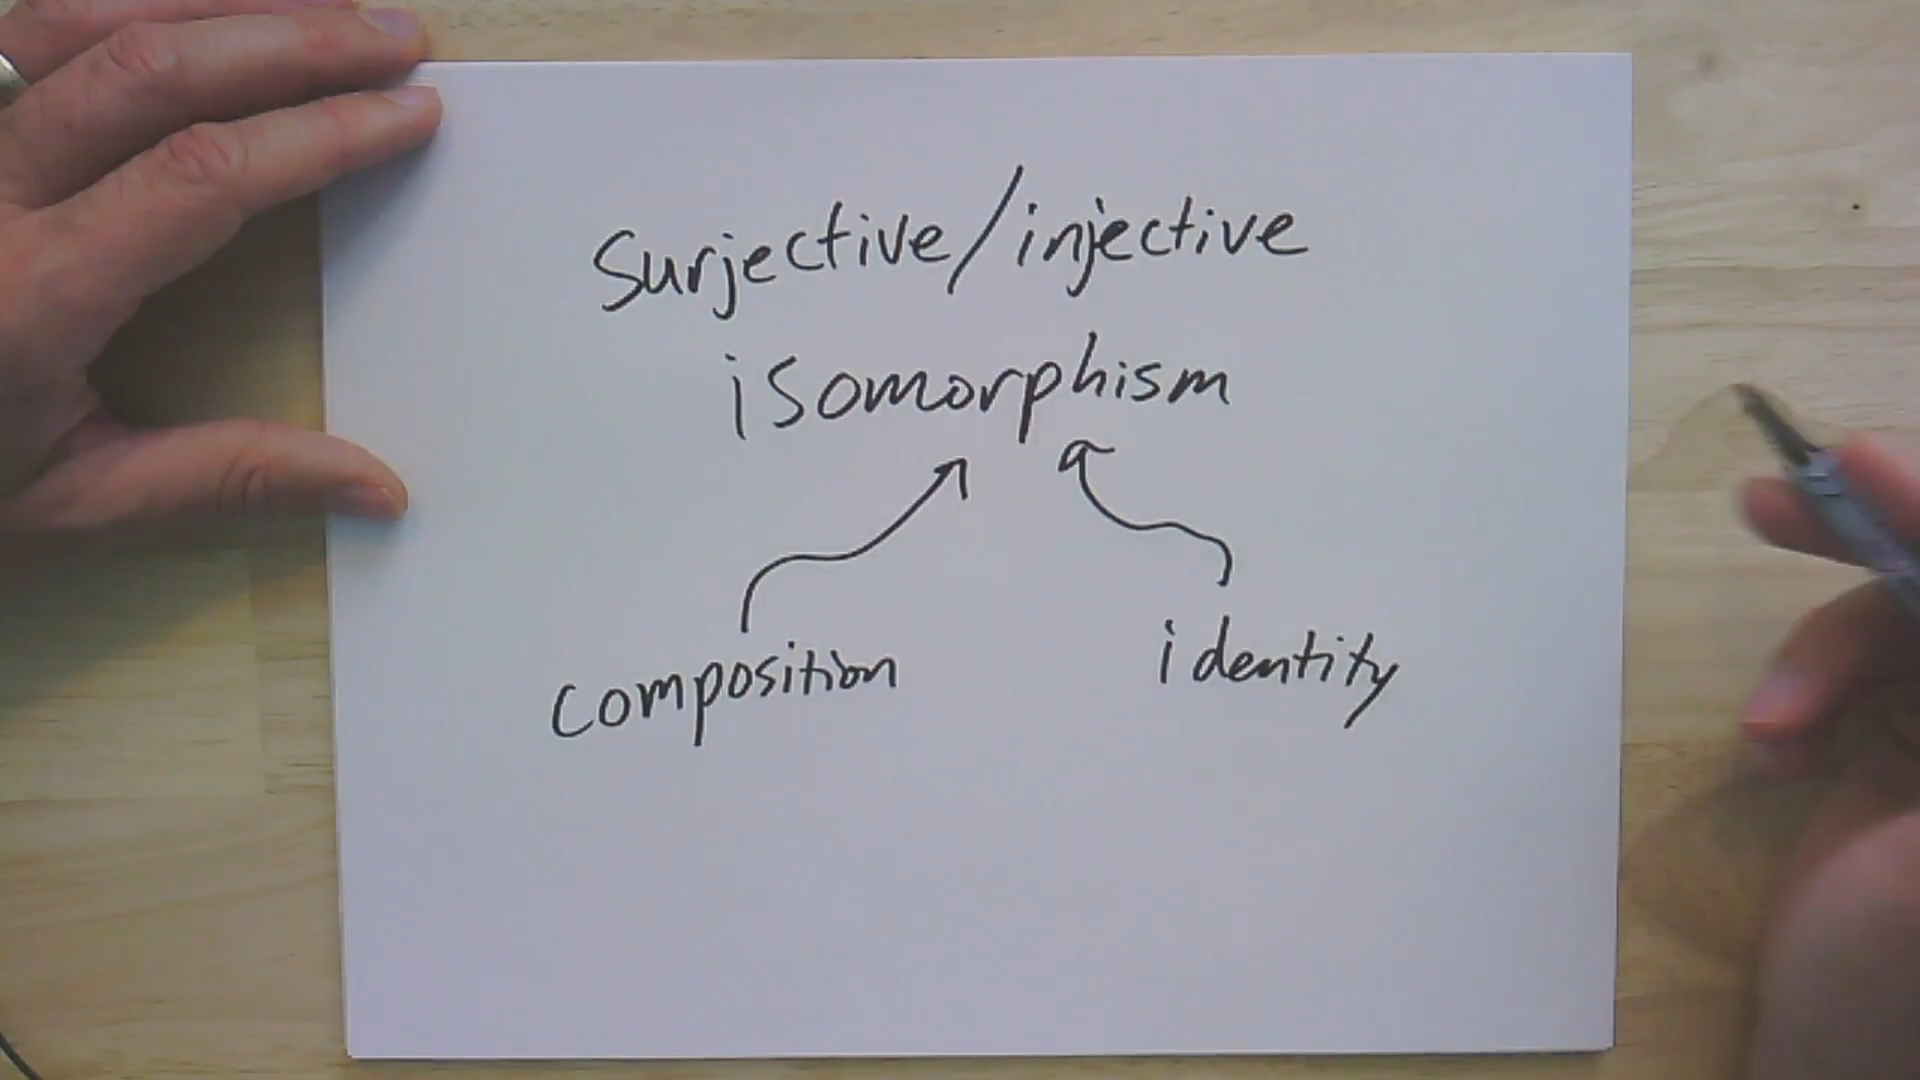 Surjective/injective
isomorphism
composition
identity